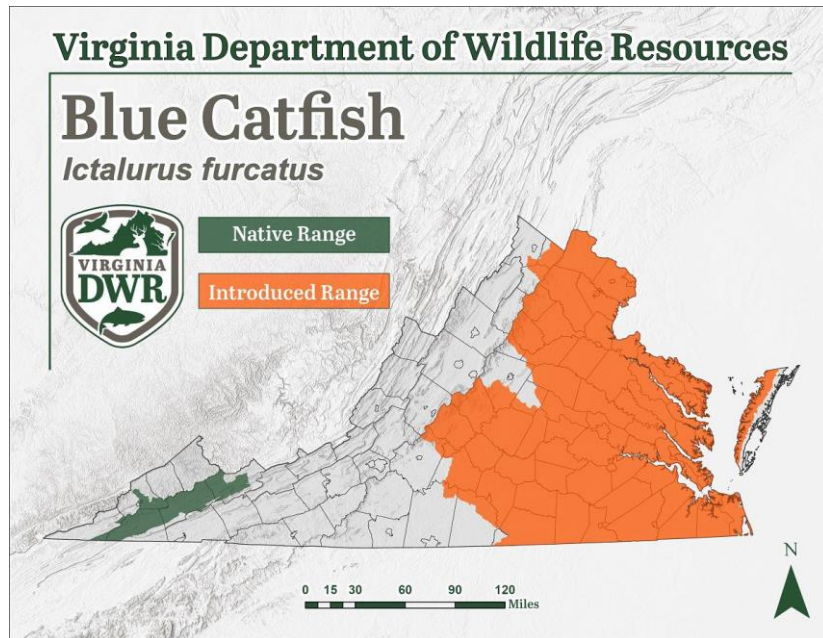 Virginia Department of Wildlife Resources
Blue Catfish
Ictalurus furcatus
VIRGINIA
DWR
Native Range
Introduced Range
N
0 15 30 60 90 120
Miles